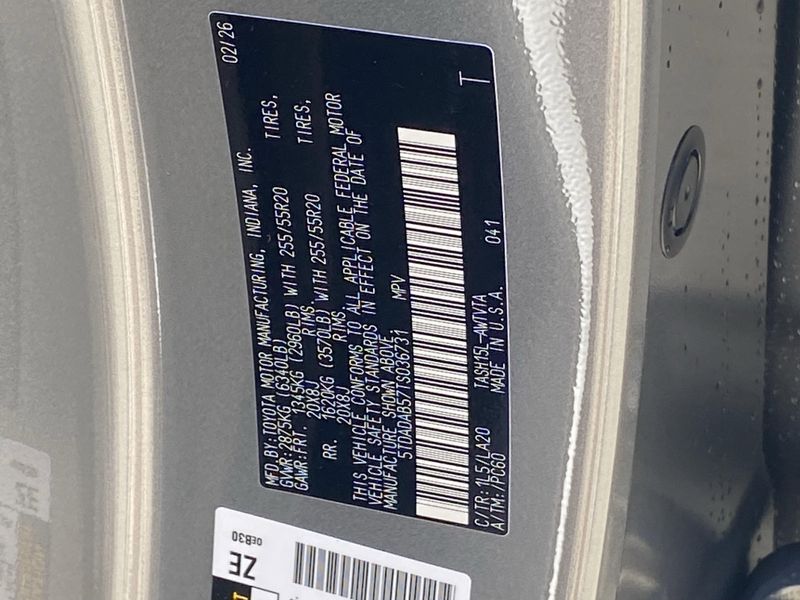 MFD.BY:TOYOTA MOTOR MANUFACTURING, INDIANA, INC. 02/26
GVWR:2875KG (6340LB)
GAWR:FRT. 1345KG (2960LB) WITH 255/55R20 TIRES,
20X8J RIMS,
RR. 1620KG (3570LB) WITH 255/55R20 TIRES,
20X8J RIMS,
THIS VEHICLE CONFORMS TO ALL APPLICABLE FEDERAL MOTOR
VEHICLE SAFETY STANDARDS IN EFFECT ON THE DATE OF
MANUFACTURE SHOWN ABOVE.
5TDADAB57TS036731 MPV
T
C/TR:1L5/LA20 TASH15L-AWTVTA 041
A/TM:/PC60 MADE IN U.S.A.
ZE
0EB30